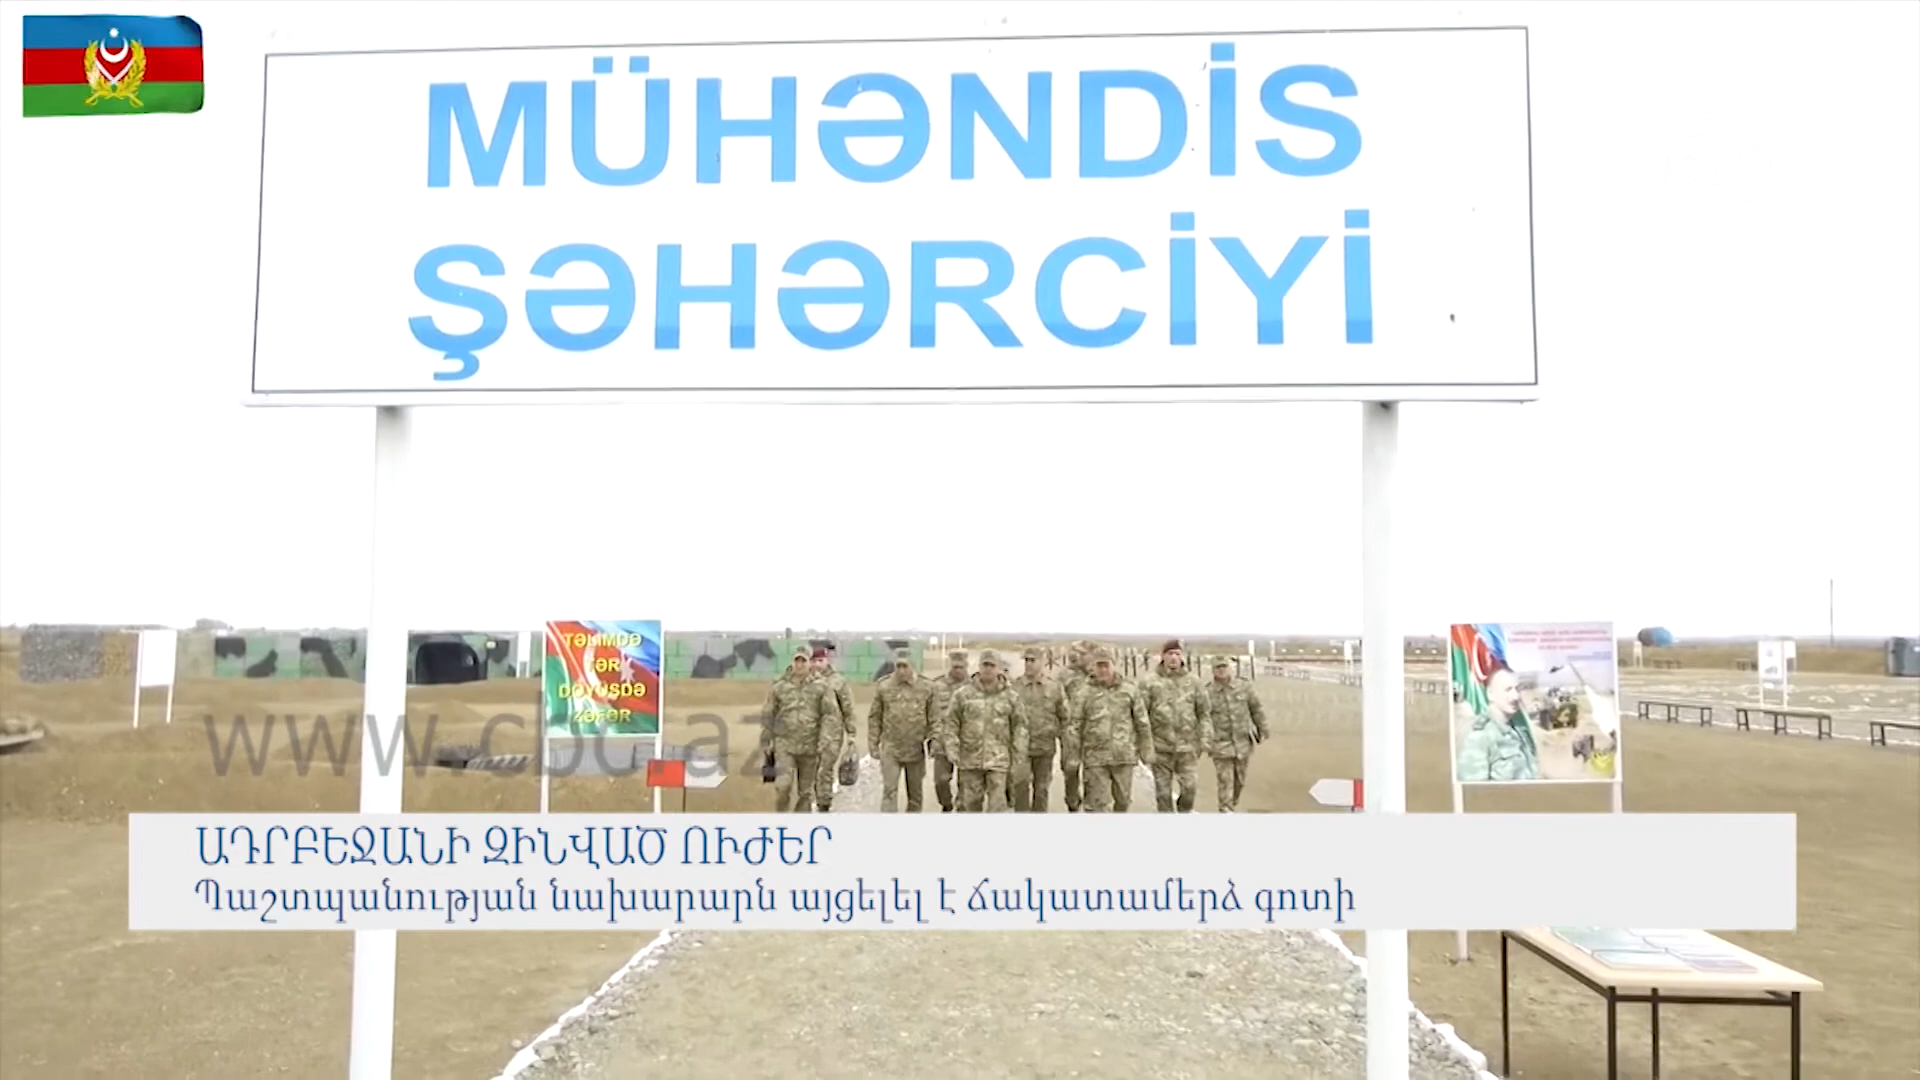 MÜHƏNDİS
ŞƏHƏRCİYİ
TƏLİMDƏ
TƏR
DÖYÜŞDƏ
ZƏFƏR
www.cbc.az
ԱԴՐԲԵՋԱՆԻ ԶԻՆՎԱԾ ՈՒԺԵՐ
Պաշտպանության նախարարն այցելել է ճակատամերձ գոտի